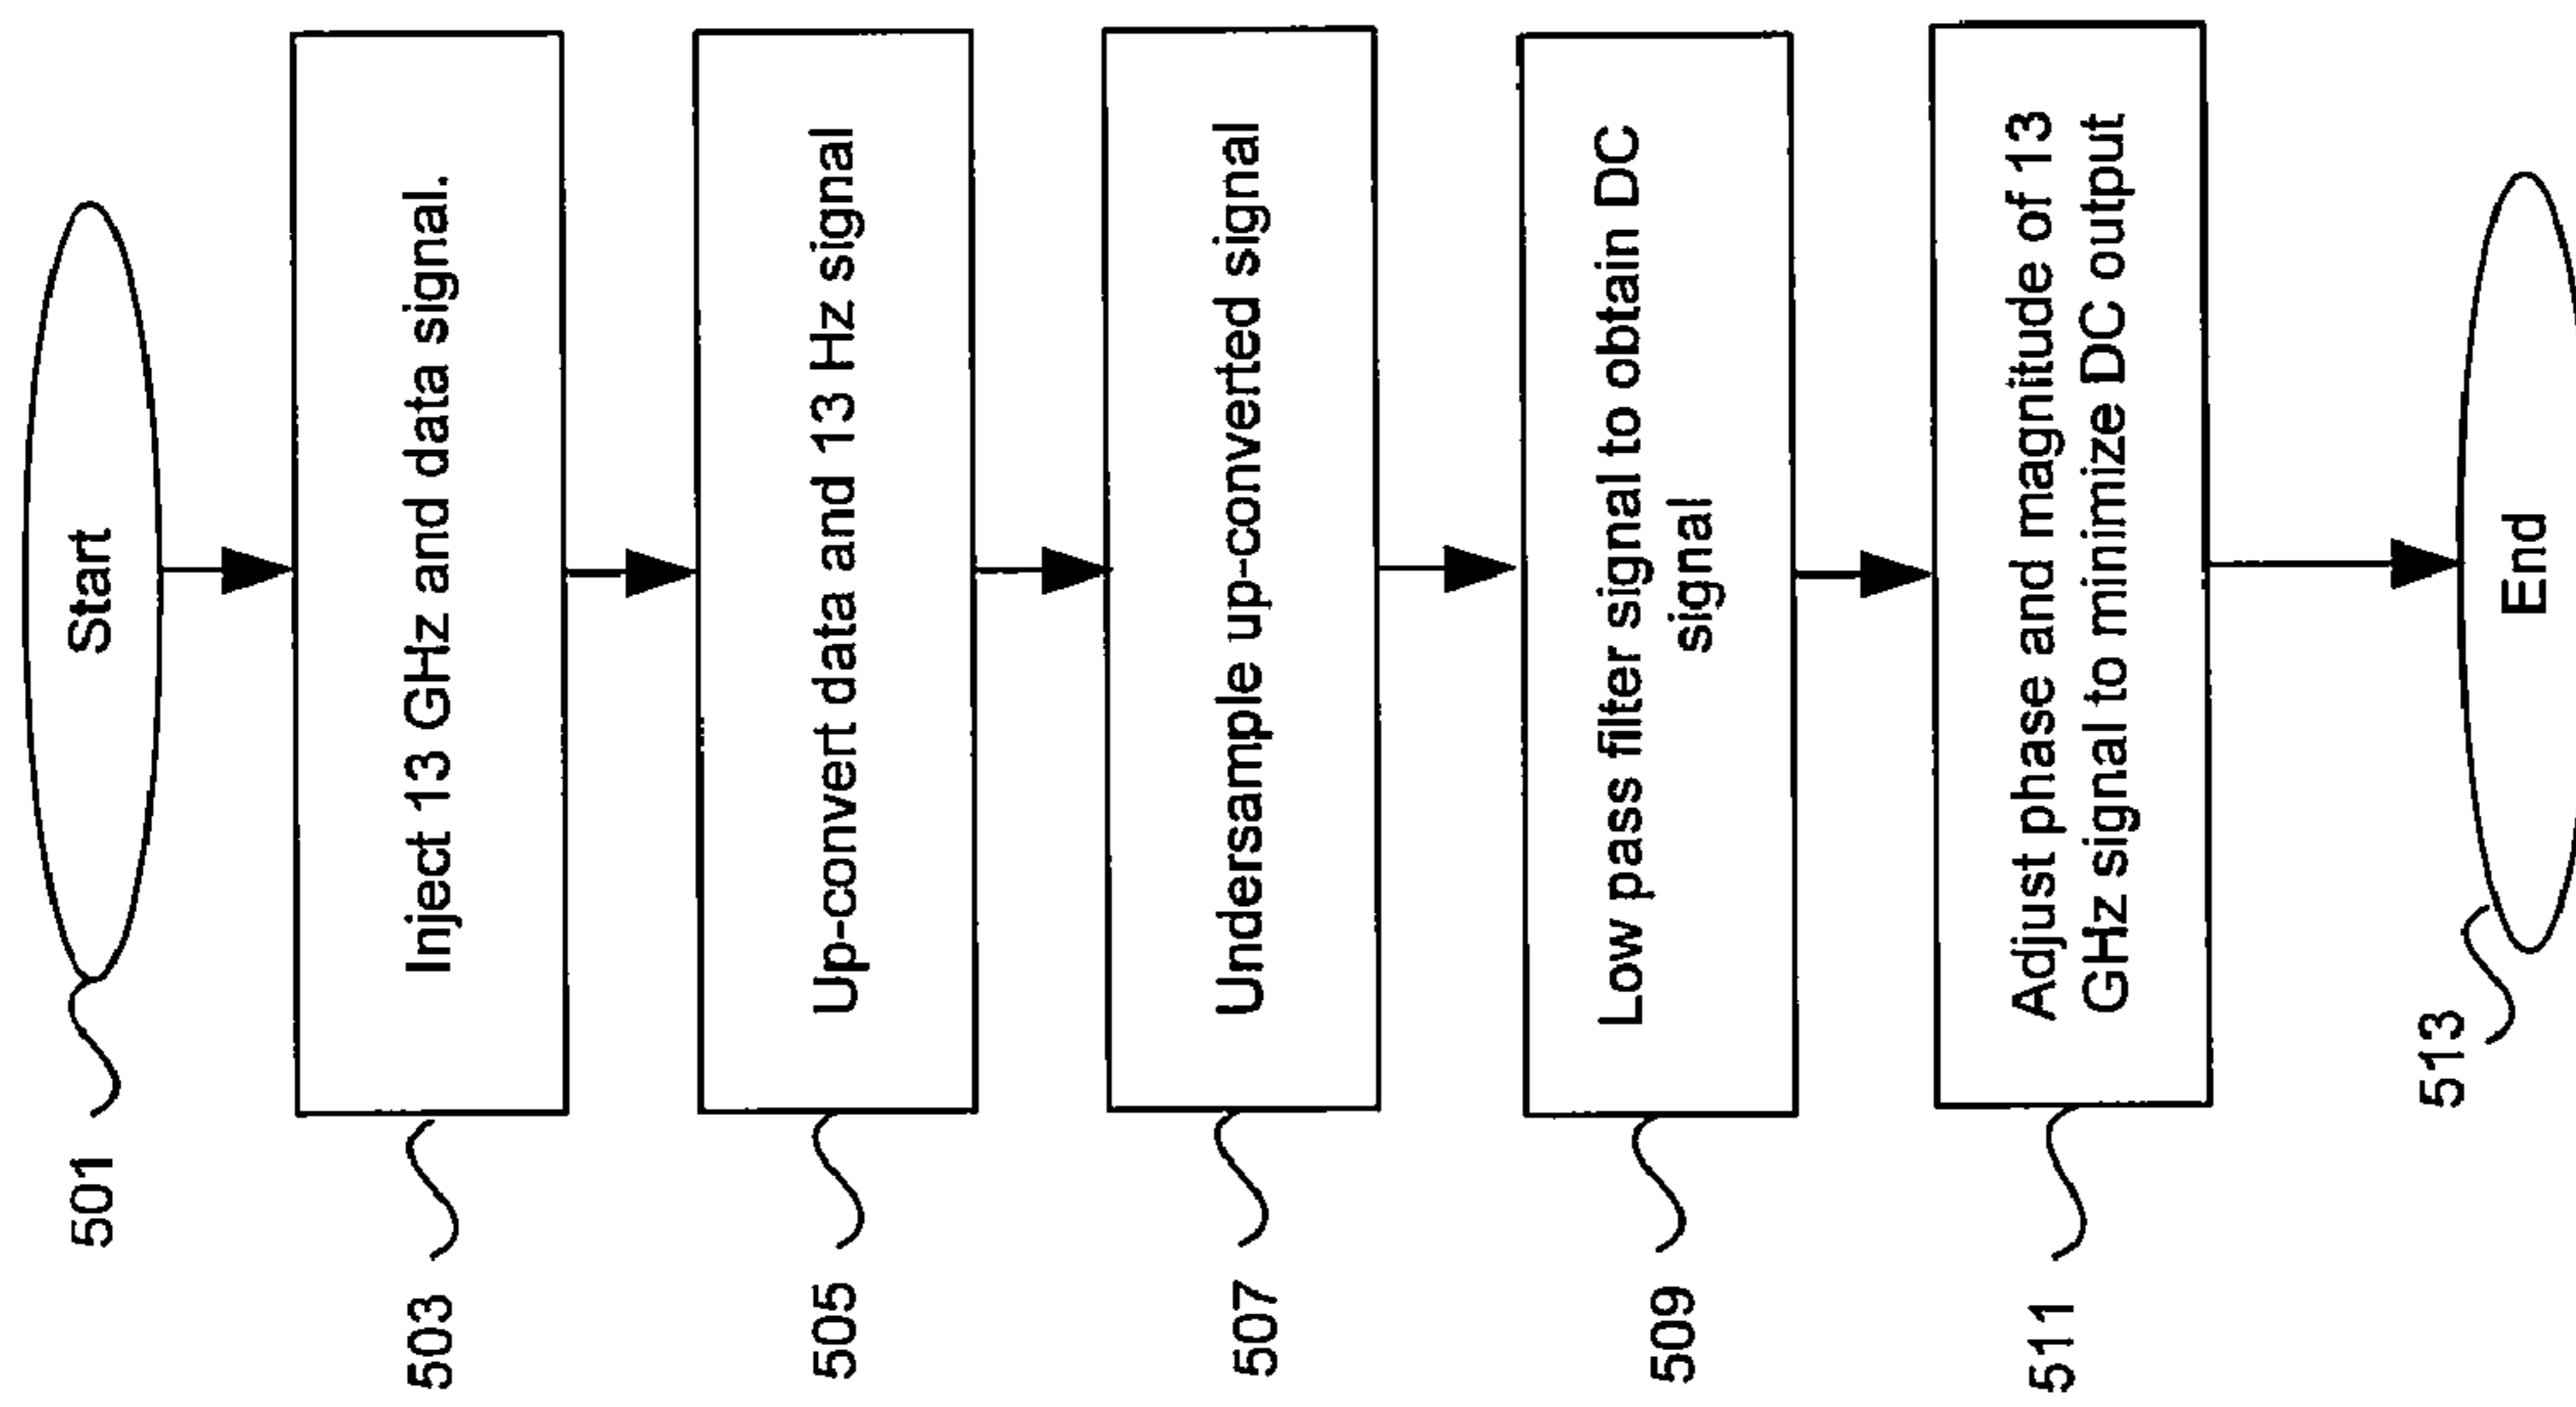 501
Start
503
Inject 13 GHz and data signal.
505
Up-convert data and 13 Hz signal
507
Undersample up-converted signal
509
Low pass filter signal to obtain DC
signal
511
Adjust phase and magnitude of 13
GHz signal to minimize DC output
513
End